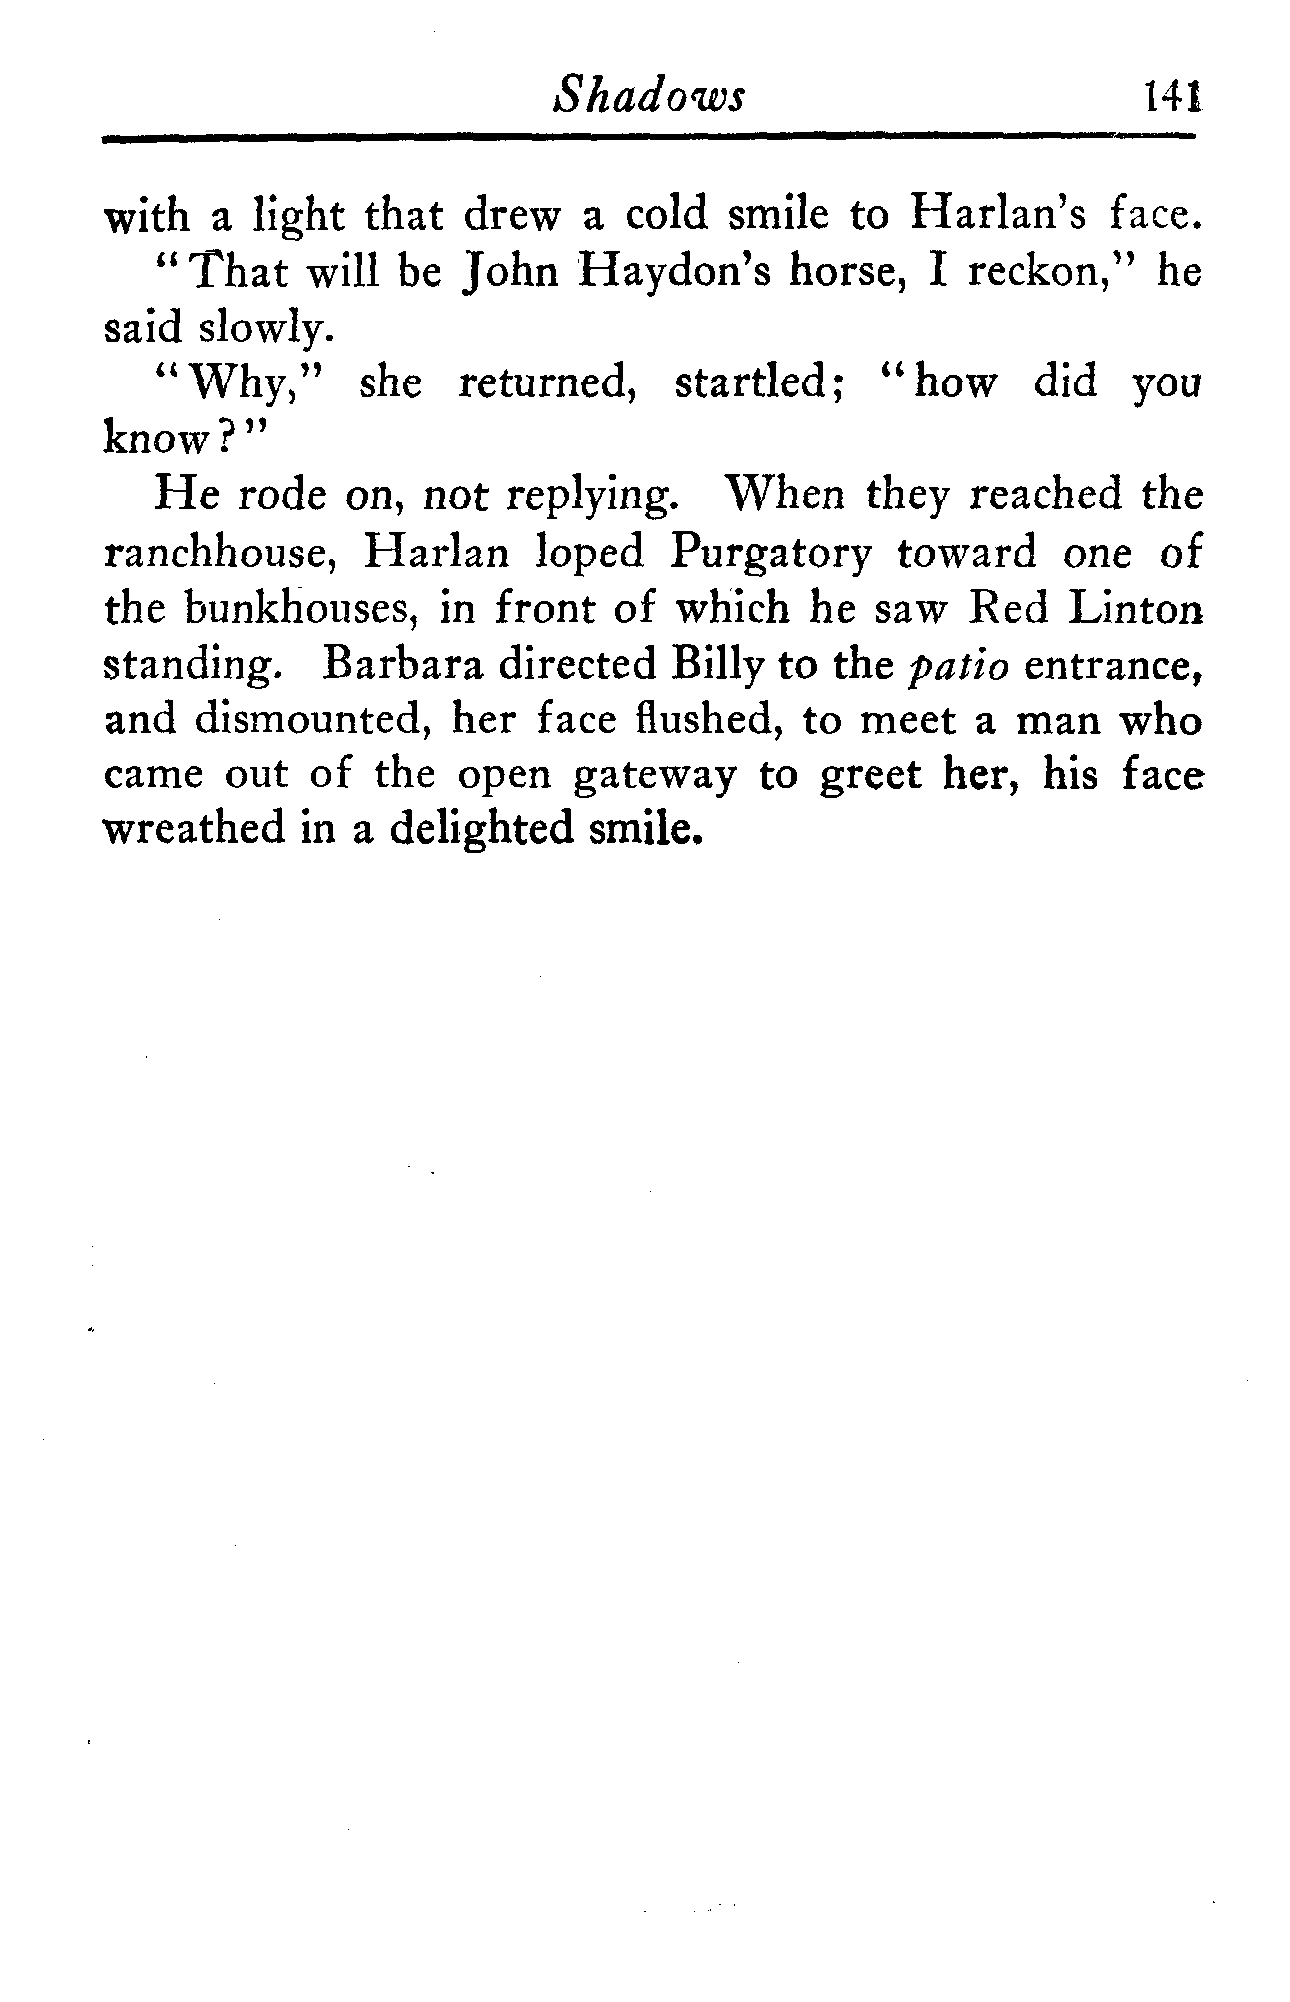 Shadows 141
with a light that drew a cold smile to Harlan's face.
"That will be John Haydon's horse, I reckon," he
said slowly.
"Why," she returned, startled; "how did you
know?"
He rode on, not replying. When they reached the
ranchhouse, Harlan loped Purgatory toward one of
the bunkhouses, in front of which he saw Red Linton
standing. Barbara directed Billy to the patio entrance,
and dismounted, her face flushed, to meet a man who
came out of the open gateway to greet her, his face
wreathed in a delighted smile.